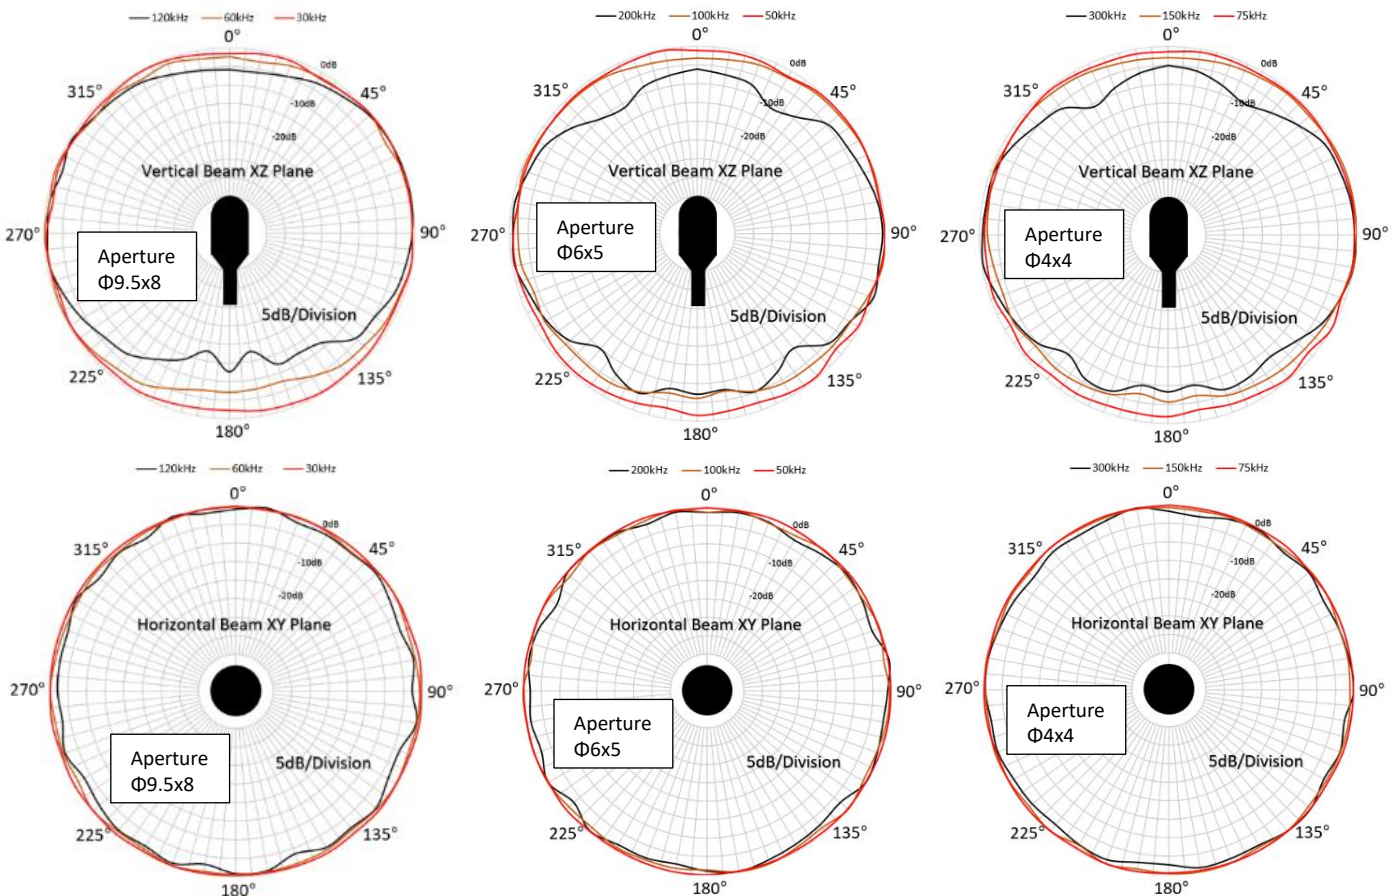 120kHz 60kHz 30kHz
0°
0dB
315°
45°
-10dB
-20dB
Vertical Beam XZ Plane
270°
90°
Aperture
Φ9.5x8
5dB/Division
225°
135°
180°
200kHz 100kHz 50kHz
0°
0dB
315°
45°
-10dB
-20dB
Vertical Beam XZ Plane
270°
90°
Aperture
Φ6x5
5dB/Division
225°
135°
180°
300kHz 150kHz 75kHz
0°
0dB
315°
45°
-10dB
-20dB
Vertical Beam XZ Plane
270°
90°
Aperture
Φ4x4
5dB/Division
225°
135°
180°
120kHz 60kHz 30kHz
0°
0dB
315°
45°
-10dB
-20dB
Horizontal Beam XY Plane
270°
90°
Aperture
Φ9.5x8
5dB/Division
225°
135°
180°
200kHz 100kHz 50kHz
0°
0dB
315°
45°
-10dB
-20dB
Horizontal Beam XY Plane
270°
90°
Aperture
Φ6x5
5dB/Division
225°
135°
180°
300kHz 150kHz 75kHz
0°
0dB
315°
45°
-10dB
-20dB
Horizontal Beam XY Plane
270°
90°
Aperture
Φ4x4
5dB/Division
225°
135°
180°